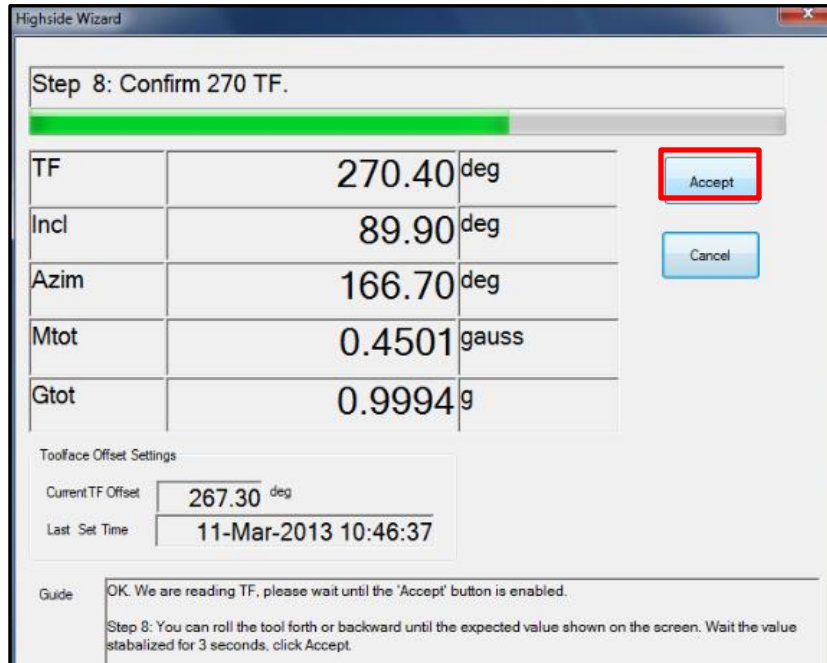 Highside Wizard
Step 8: Confirm 270 TF.
TF 270.40 deg
Accept
Incl 89.90 deg
Cancel
Azim 166.70 deg
Mtot 0.4501 gauss
Gtot 0.9994 g
Toolface Offset Settings
Current TF Offset 267.30 deg
Last Set Time 11-Mar-2013 10:46:37
Guide
OK. We are reading TF, please wait until the 'Accept' button is enabled.
Step 8: You can roll the tool forth or backward until the expected value shown on the screen. Wait the value
stabalized for 3 seconds, click Accept.